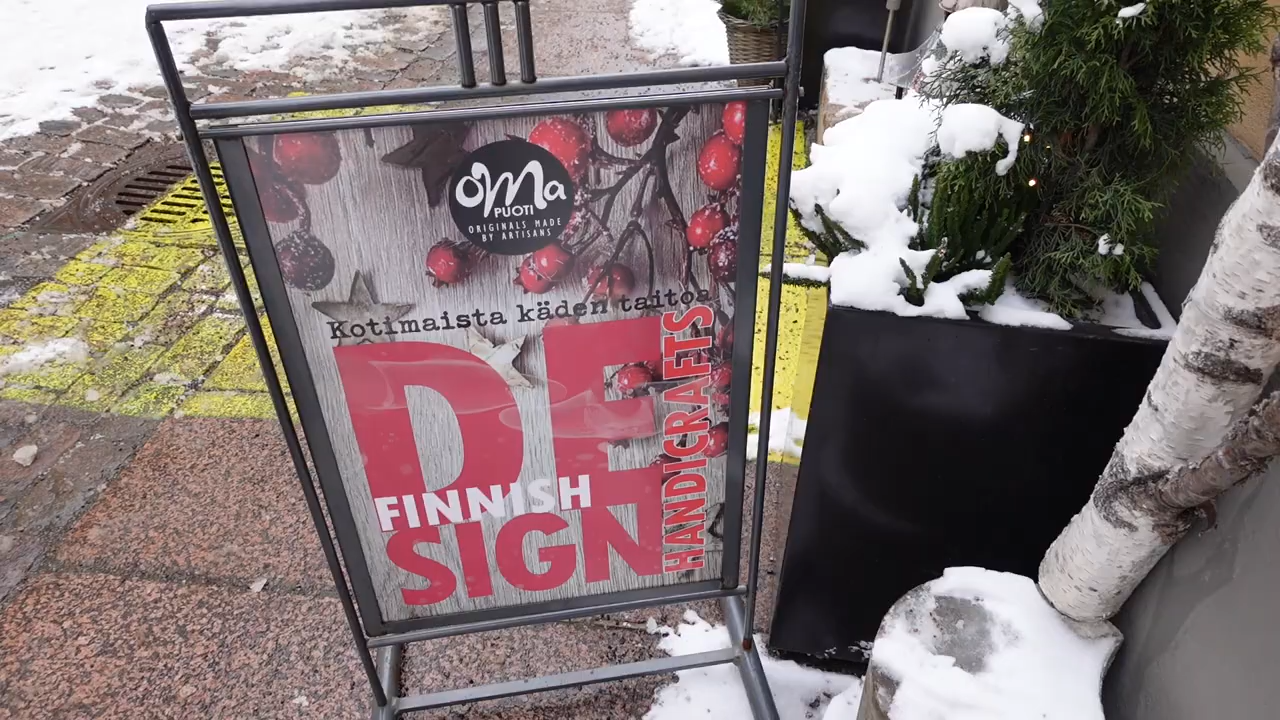 oma
PUOTI
ORIGINALS MADE
BY ARTISANS
Kotimaista käden taitoa
DE
FINNISH
SIGN
HANDICRAFTS